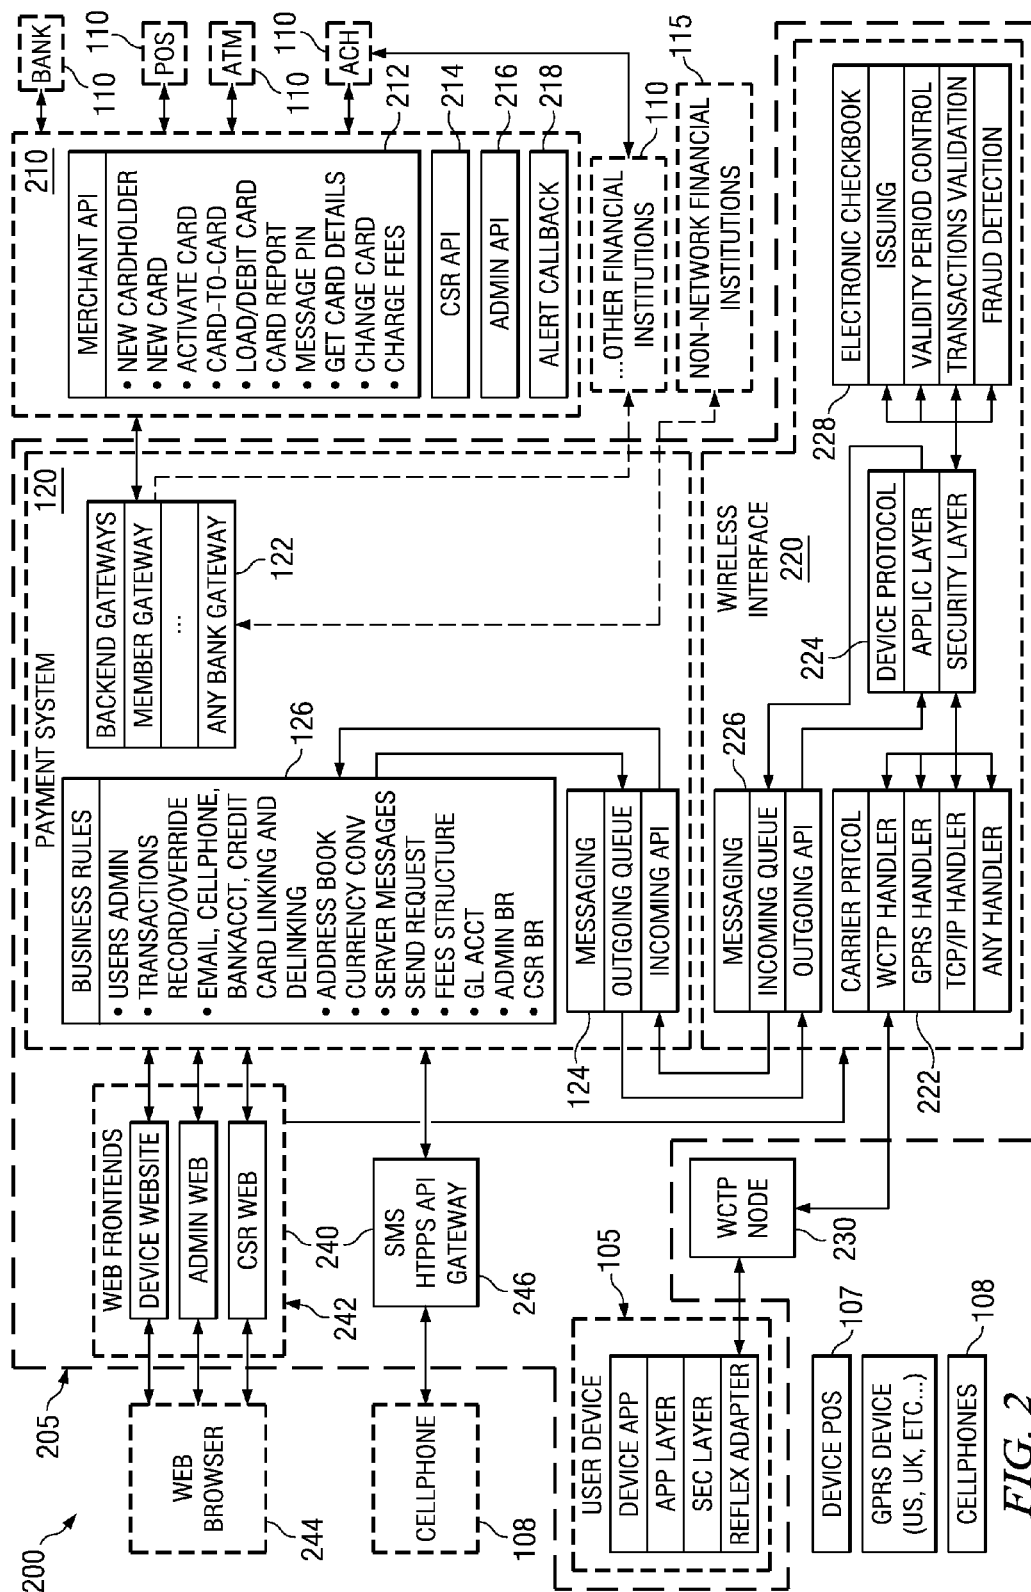 200
205
WEB
BROWSER
244
CELLPHONE
108
WEB FRONTENDS
DEVICE WEBSITE
ADMIN WEB
CSR WEB
242
240
SMS
HTPPS API
GATEWAY
246
PAYMENT SYSTEM
120
BUSINESS RULES
• USERS ADMIN
• TRANSACTIONS
RECORD/OVERRIDE
• EMAIL, CELLPHONE,
BANKACCT, CREDIT
CARD LINKING AND
DELINKING
• ADDRESS BOOK
• CURRENCY CONV
• SERVER MESSAGES
• SEND REQUEST
• FEES STRUCTURE
• GL ACCT
• ADMIN BR
• CSR BR
126
BACKEND GATEWAYS
MEMBER GATEWAY
...
ANY BANK GATEWAY
122
MESSAGING
OUTGOING QUEUE
INCOMING API
124
210
MERCHANT API
• NEW CARDHOLDER
• NEW CARD
• ACTIVATE CARD
• CARD-TO-CARD
• LOAD/DEBIT CARD
• CARD REPORT
• MESSAGE PIN
• GET CARD DETAILS
• CHANGE CARD
• CHARGE FEES
212
CSR API
214
ADMIN API
216
ALERT CALLBACK
218
BANK
110
POS
110
ATM
110
ACH
110
...OTHER FINANCIAL
INSTITUTIONS
110
NON-NETWORK FINANCIAL
INSTITUTIONS
115
WIRELESS
INTERFACE
220
MESSAGING
INCOMING QUEUE
OUTGOING API
226
CARRIER PRTCOL
WCTP HANDLER
GPRS HANDLER
TCP/IP HANDLER
ANY HANDLER
222
DEVICE PROTOCOL
APPLIC LAYER
SECURITY LAYER
224
ELECTRONIC CHECKBOOK
ISSUING
VALIDITY PERIOD CONTROL
TRANSACTIONS VALIDATION
FRAUD DETECTION
228
USER DEVICE
DEVICE APP
APP LAYER
SEC LAYER
REFLEX ADAPTER
105
WCTP
NODE
230
DEVICE POS
107
GPRS DEVICE
(US, UK, ETC...)
CELLPHONES
108
FIG. 2